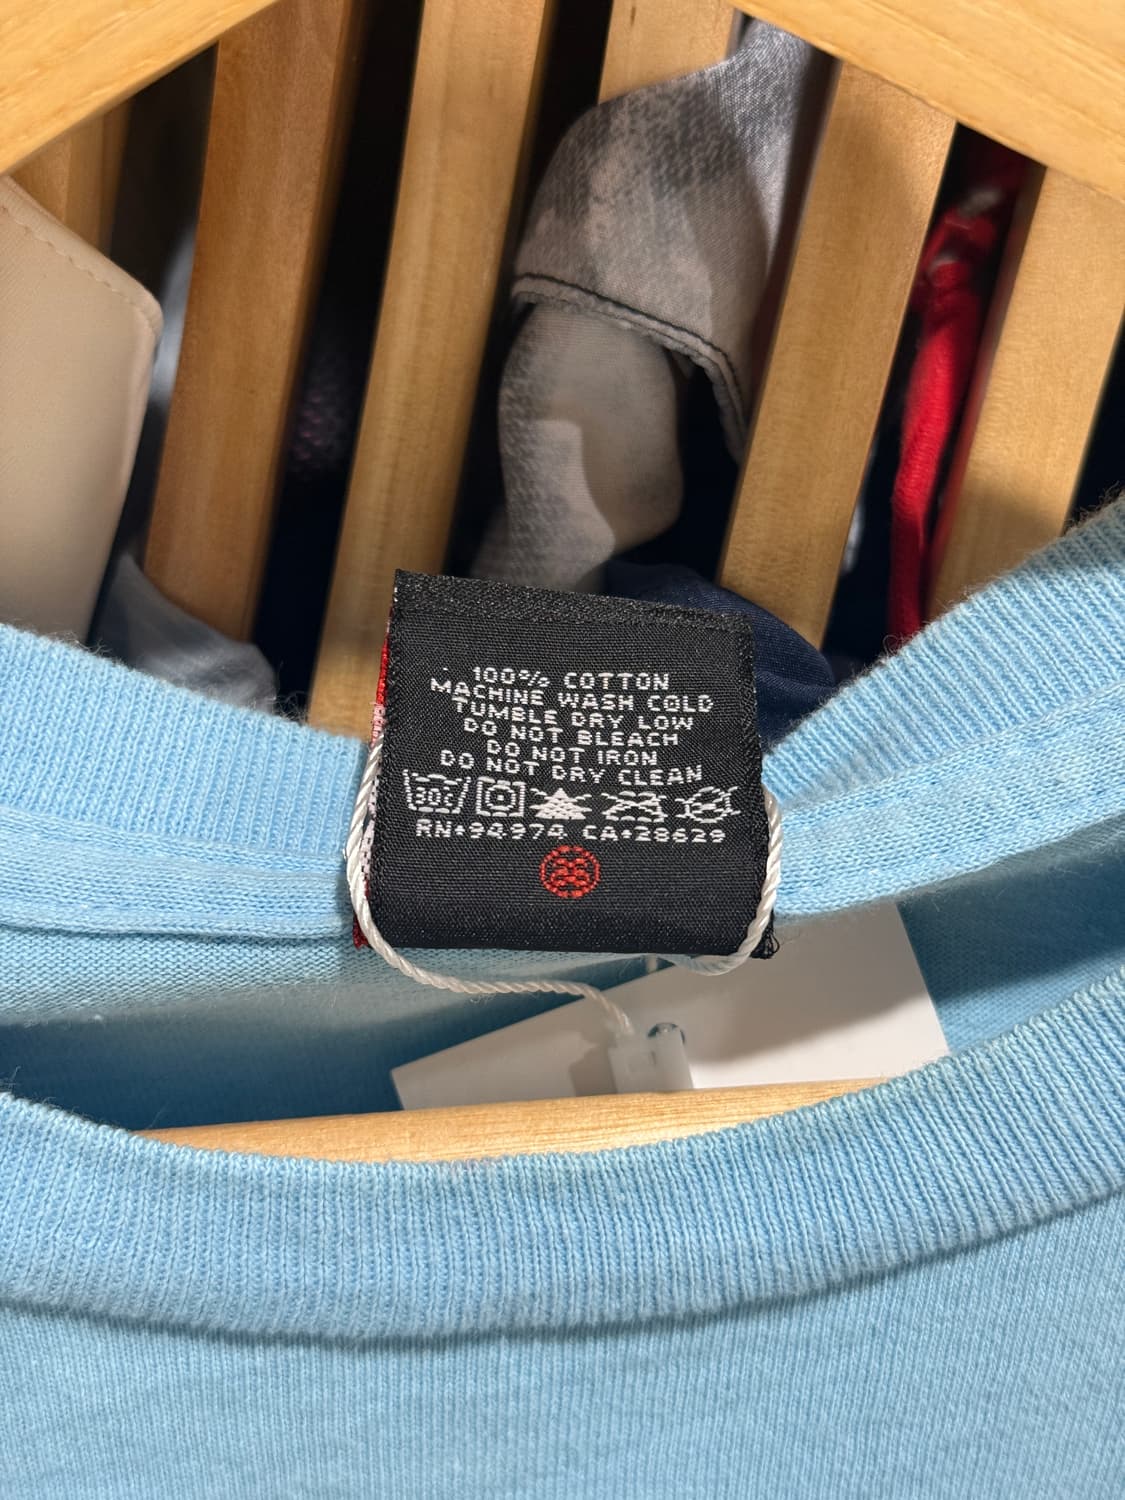 100% COTTON
MACHINE WASH COLD
TUMBLE DRY LOW
DO NOT BLEACH
DO NOT IRON
DO NOT DRY CLEAN
30c
RN•94974 CA•28629